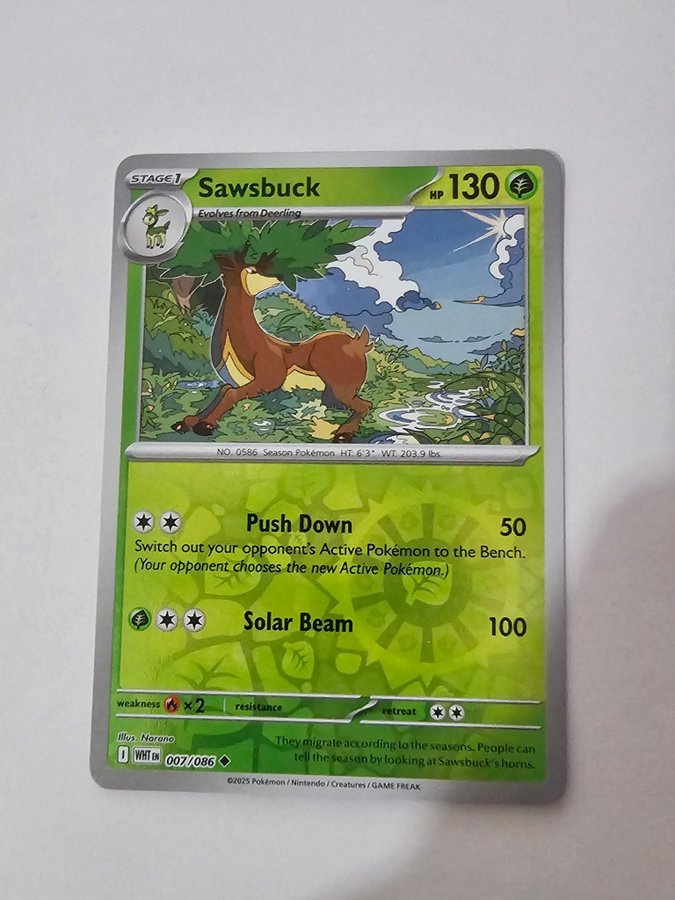 STAGE 1 Sawsbuck HP 130
Evolves from Deerling
NO. 0586 Season Pokémon HT: 6'3" WT: 203.9 lbs.
Push Down 50
Switch out your opponent's Active Pokémon to the Bench.
(Your opponent chooses the new Active Pokémon.)
Solar Beam 100
weakness ×2 resistance retreat
Illus. Narano
They migrate according to the seasons. People can
I WHT EN 007/086 tell the season by looking at Sawsbuck's horns.
©2025 Pokémon / Nintendo / Creatures / GAME FREAK